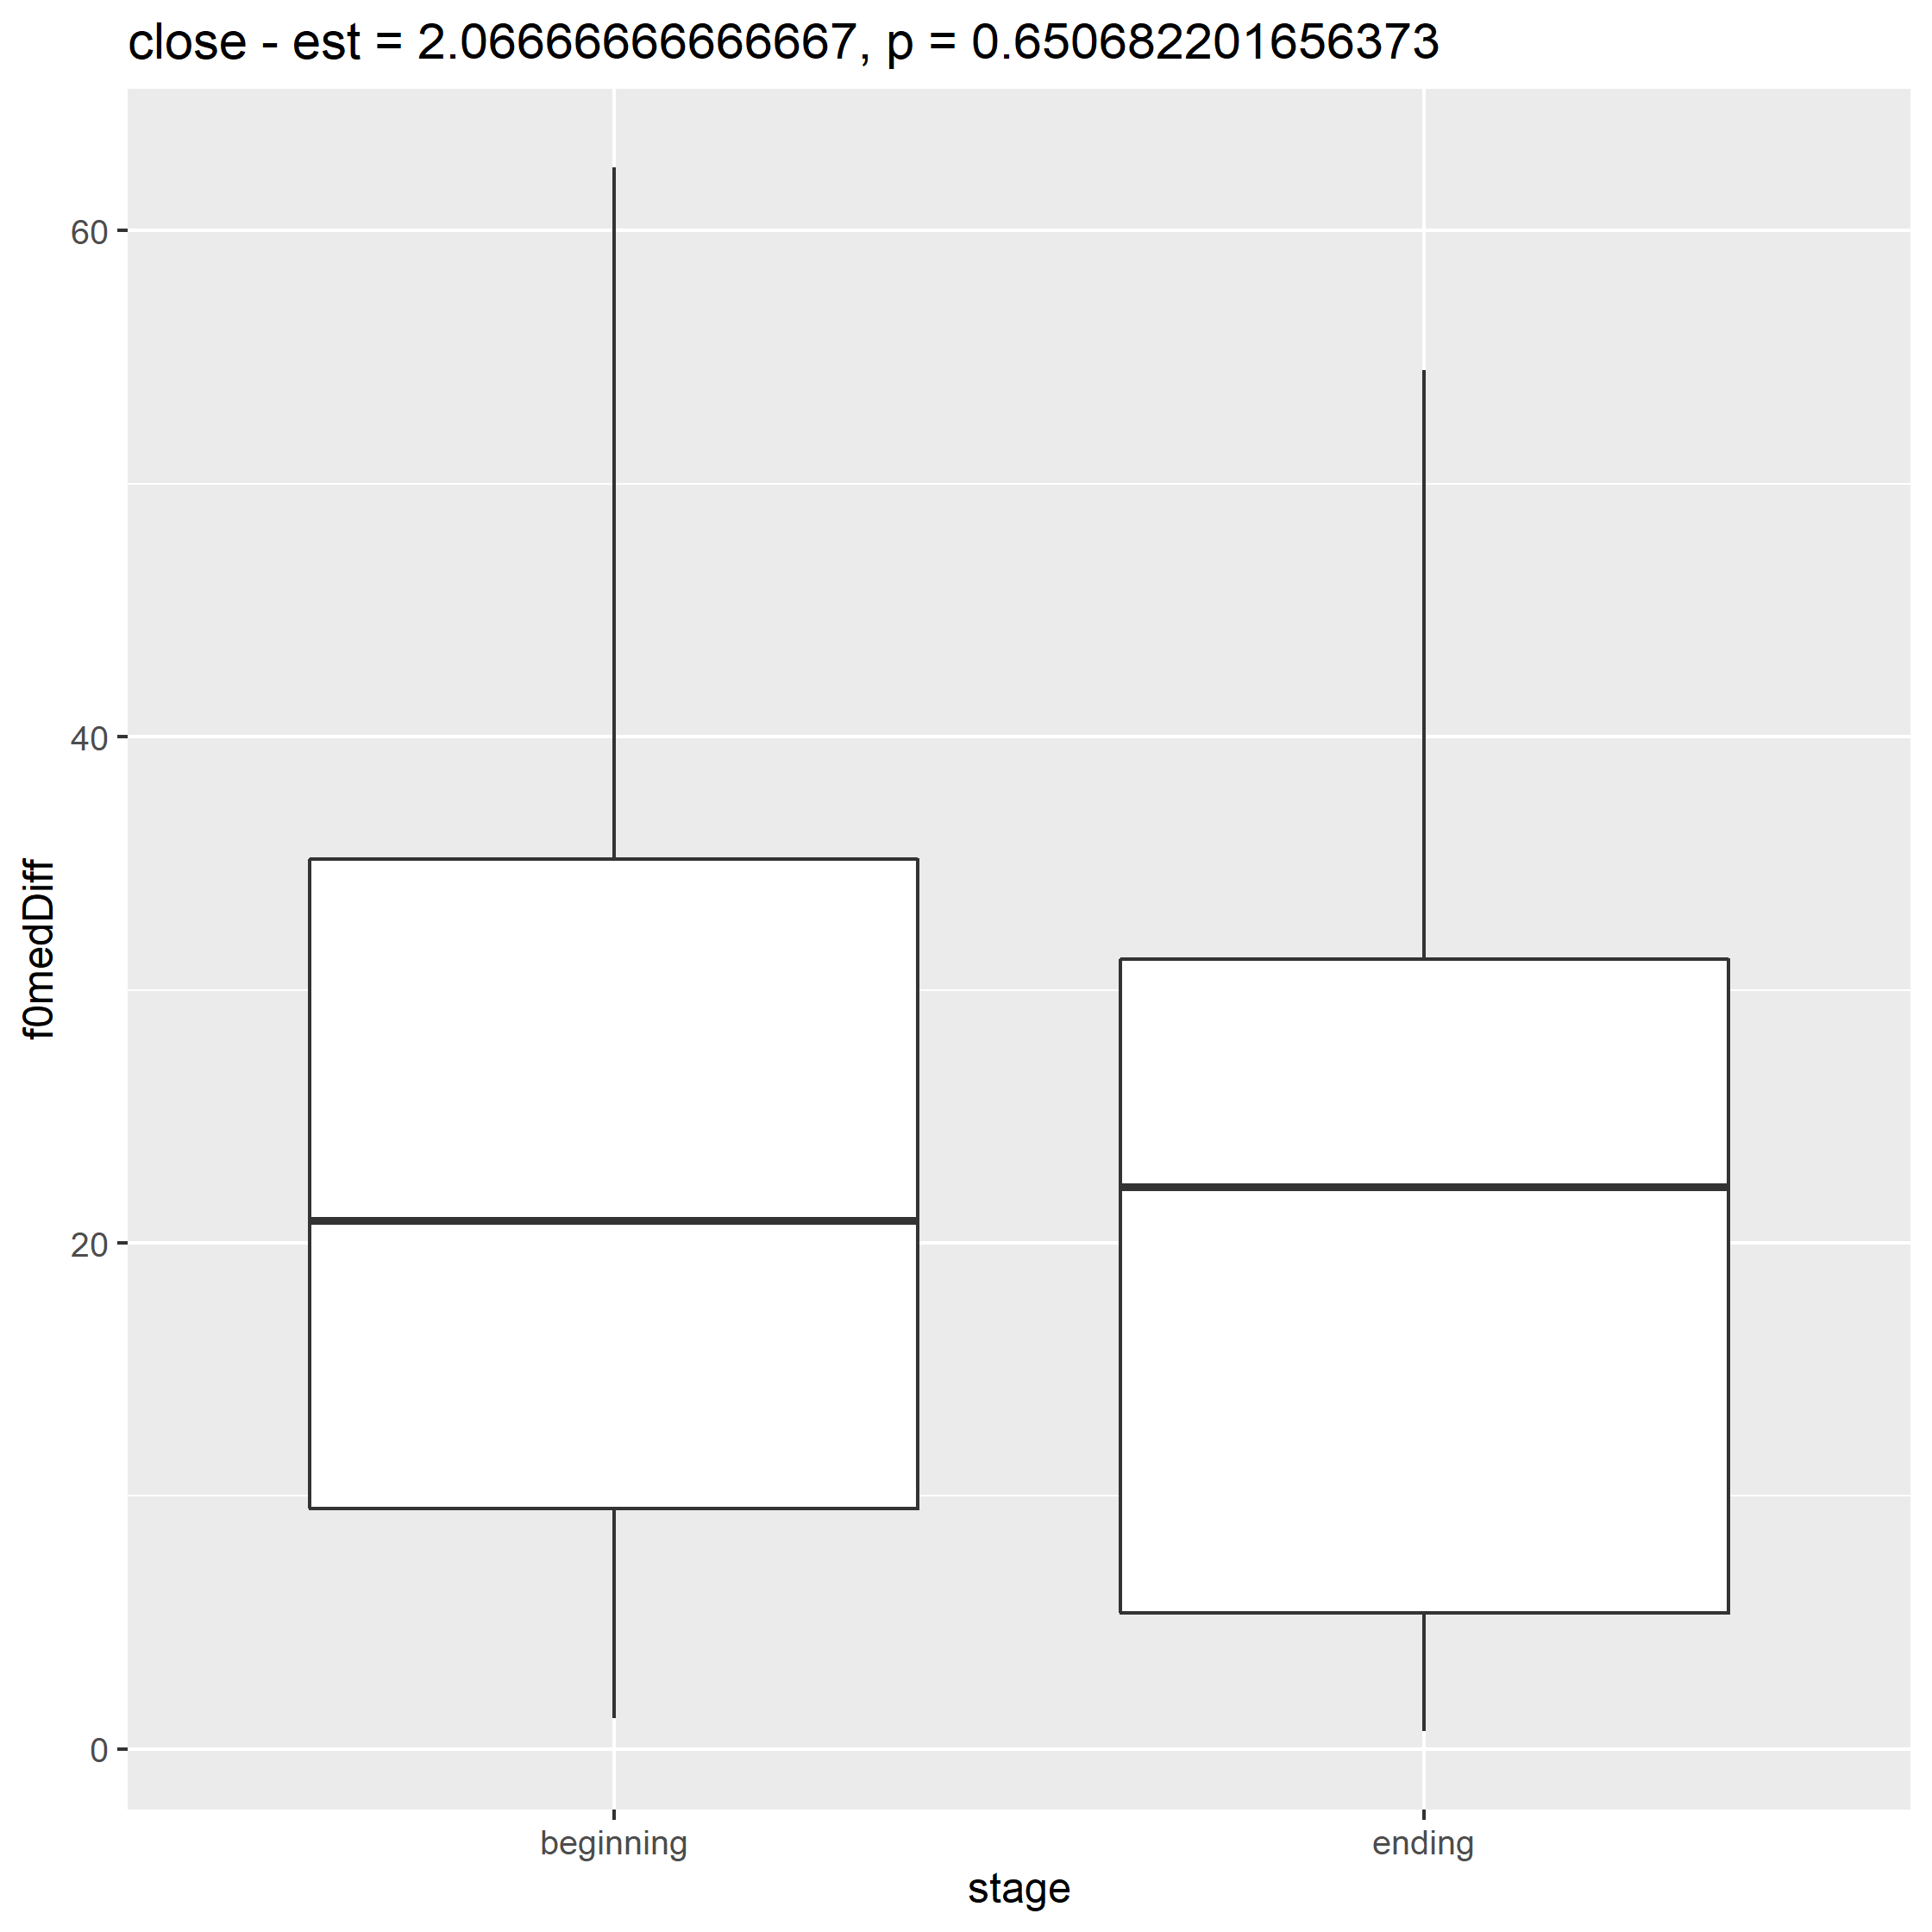 close - est = 2.06666666666667, p = 0.650682201656373
60
40
20
0
f0medDiff
beginning
ending
stage